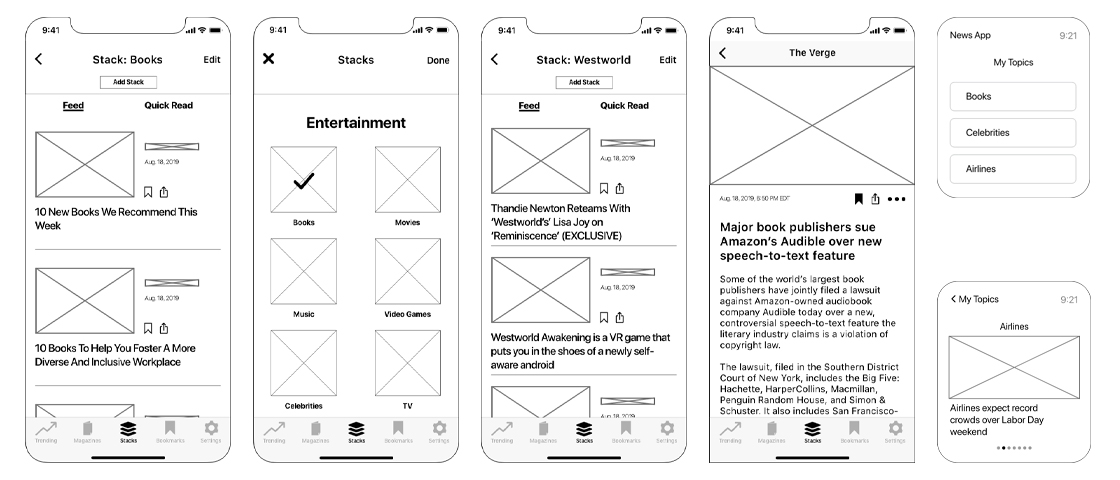 9:41
Stack: Books
Edit
Add Stack
Feed
Quick Read
Aug, 18, 2019
10 New Books We Recommend This
Week
Aug, 18, 2019
10 Books To Help You Foster A More
Diverse And Inclusive Workplace
Trending
Magazines
Stacks
Bookmarks
Settings
9:41
Stacks
Done
Entertainment
Books
Movies
Music
Video Games
Celebrities
TV
Trending
Magazines
Stacks
Bookmarks
Settings
9:41
Stack: Westworld
Edit
Add Stack
Feed
Quick Read
Aug, 18, 2019
Thandie Newton Reteams With
‘Westworld’s’ Lisa Joy on
‘Reminiscence’ (EXCLUSIVE)
Aug, 18, 2019
Westworld Awakening is a VR game that
puts you in the shoes of a newly self-
aware android
Aug, 18, 2019
Trending
Magazines
Stacks
Bookmarks
Settings
9:41
The Verge
Aug, 18, 2019, 5:50 PM EDT
Major book publishers sue
Amazon’s Audible over new
speech-to-text feature
Some of the world’s largest book
publishers have jointly filed a lawsuit
against Amazon-owned audiobook
company Audible today over a new,
controversial speech-to-text feature the
literary industry claims is a violation of
copyright law.
The lawsuit, filed in the Southern District
Court of New York, includes the Big Five:
Hachette, HarperCollins, Macmillan,
Penguin Random House, and Simon &
Schuster. It also includes San Francisco-
Trending
Magazines
Stacks
Bookmarks
Settings
News App
9:21
My Topics
Books
Celebrities
Airlines
My Topics
9:21
Airlines
Airlines expect record
crowds over Labor Day
weekend